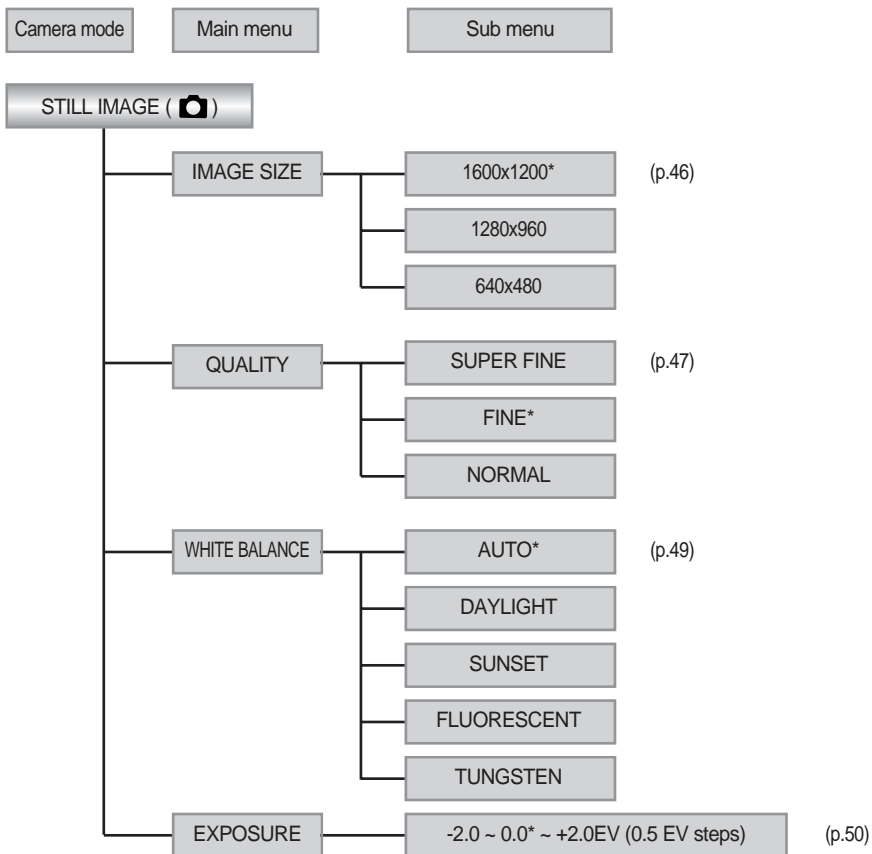 Camera mode Main menu Sub menu
STILL IMAGE ( )
IMAGE SIZE 1600x1200* (p.46)
1280x960
640x480
QUALITY SUPER FINE (p.47)
FINE*
NORMAL
WHITE BALANCE AUTO* (p.49)
DAYLIGHT
SUNSET
FLUORESCENT
TUNGSTEN
EXPOSURE -2.0 ~ 0.0* ~ +2.0EV (0.5 EV steps) (p.50)